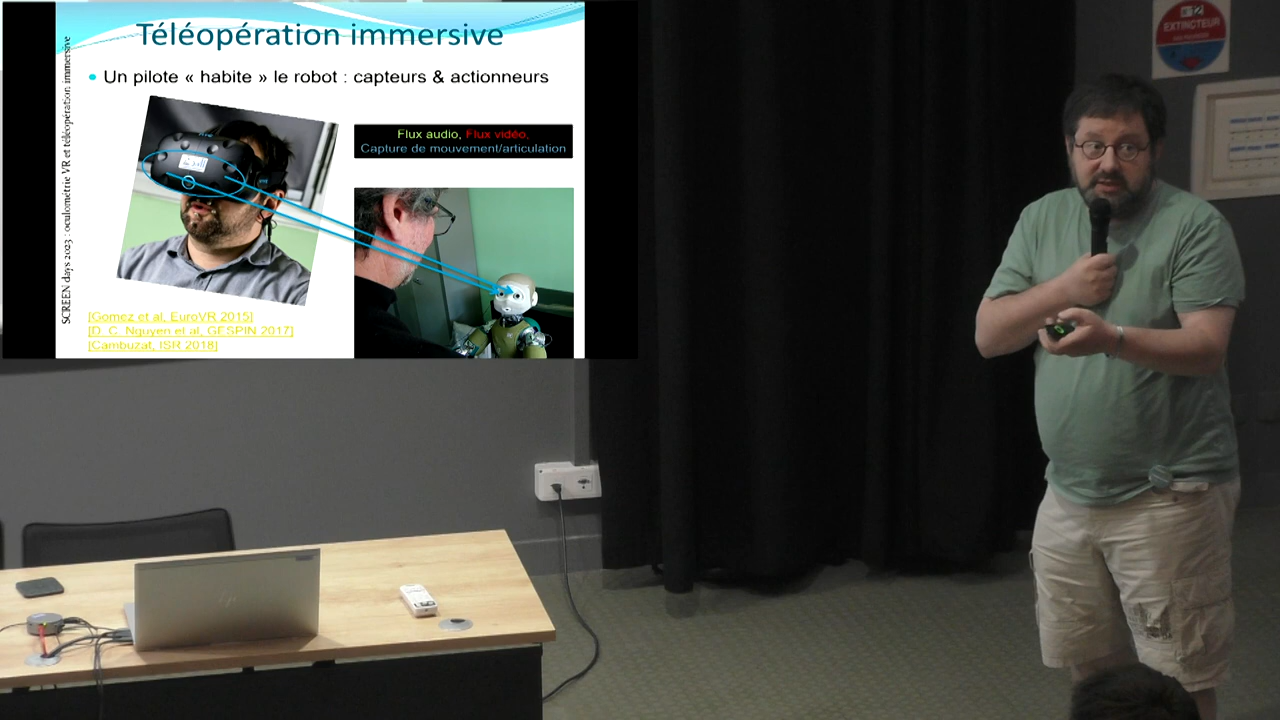 Téléopération immersive
Un pilote « habite » le robot : capteurs & actionneurs
SCREEN days 2023 : oculométrie VR et téléopération immersive
Flux audio, Flux vidéo,
Capture de mouvement/articulation
[Gomez et al, EuroVR 2015]
[D. C. Nguyen et al, GESPIN 2017]
[Cambuzat, ISR 2018]
EXTINCTEUR
hp